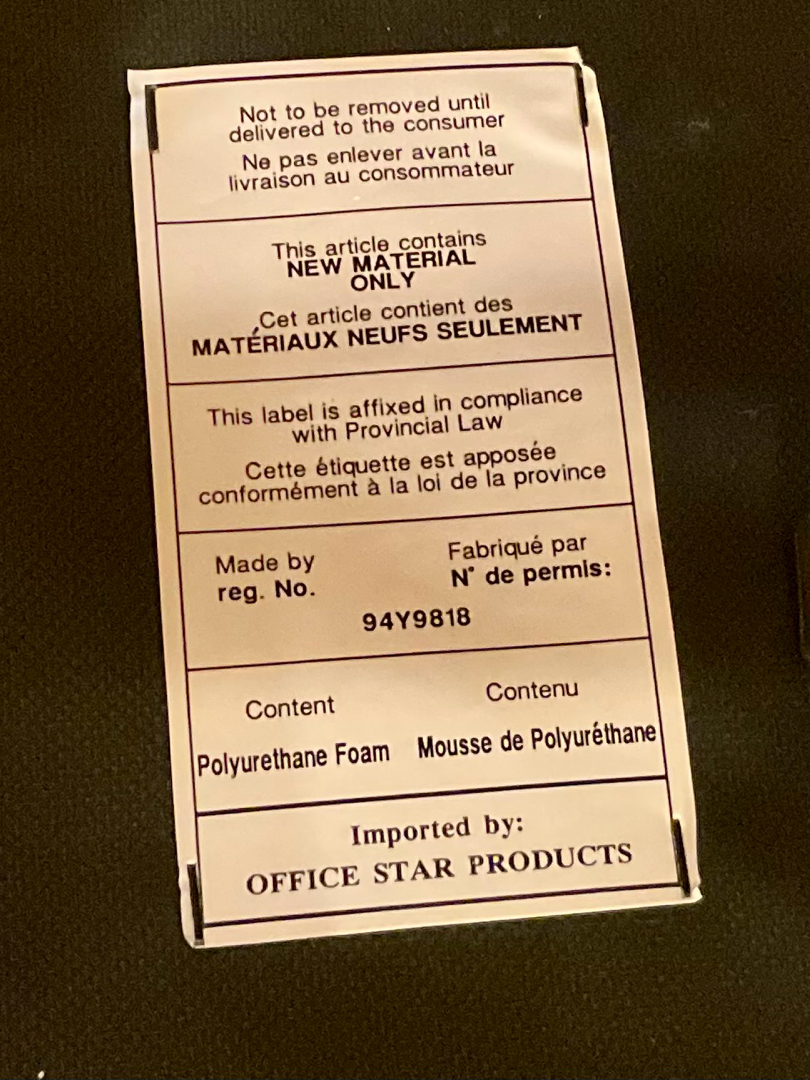 Not to be removed until
delivered to the consumer
Ne pas enlever avant la
livraison au consommateur
This article contains
NEW MATERIAL
ONLY
Cet article contient des
MATÉRIAUX NEUFS SEULEMENT
This label is affixed in compliance
with Provincial Law
Cette étiquette est apposée
conformément à la loi de la province
Made by Fabriqué par
reg. No. N° de permis:
94Y9818
Content Contenu
Polyurethane Foam Mousse de Polyuréthane
Imported by:
OFFICE STAR PRODUCTS